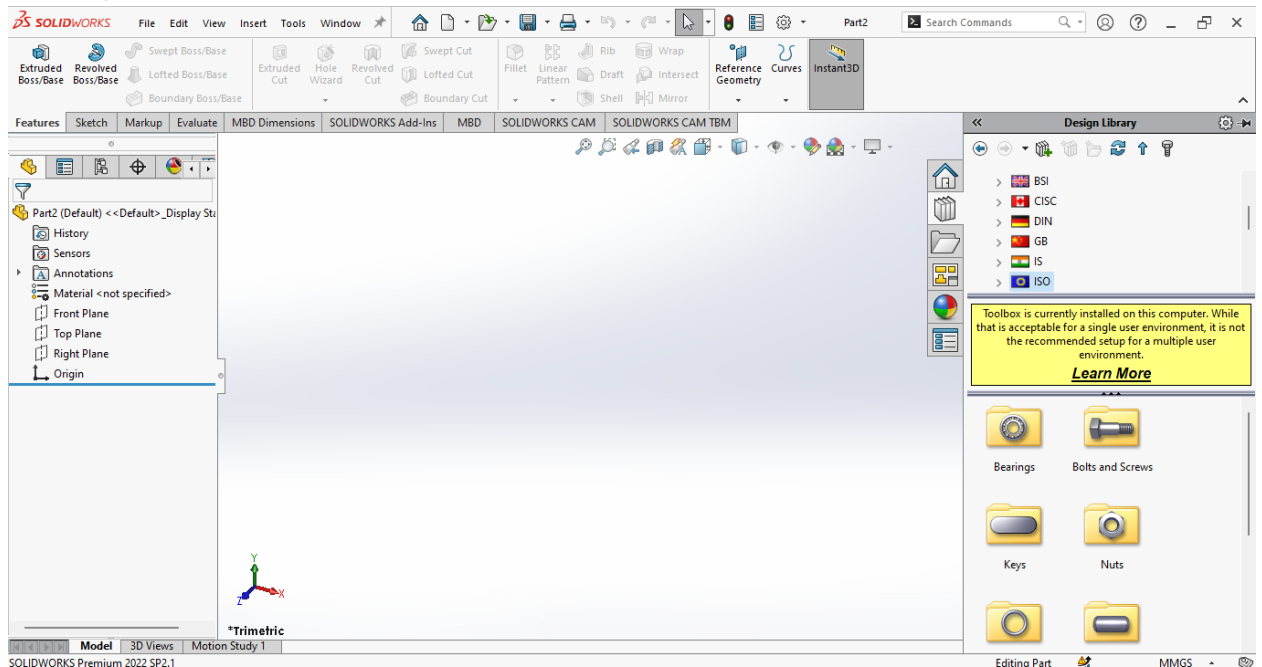 SOLIDWORKS File Edit View Insert Tools Window Part2 Search Commands
Extruded Boss/Base
Revolved Boss/Base
Swept Boss/Base
Lofted Boss/Base
Boundary Boss/Base
Extruded Cut
Hole Wizard
Revolved Cut
Swept Cut
Lofted Cut
Boundary Cut
Fillet
Linear Pattern
Rib
Draft
Shell
Wrap
Intersect
Mirror
Reference Geometry
Curves
Instant3D
Features Sketch Markup Evaluate MBD Dimensions SOLIDWORKS Add-Ins MBD SOLIDWORKS CAM SOLIDWORKS CAM TBM
Part2 (Default) <<Default>_Display Sta
History
Sensors
Annotations
Material <not specified>
Front Plane
Top Plane
Right Plane
Origin
Y
X
Z
*Trimetric
Design Library
BSI
CISC
DIN
GB
IS
ISO
Toolbox is currently installed on this computer. While
that is acceptable for a single user environment, it is not
the recommended setup for a multiple user
environment.
Learn More
Bearings
Bolts and Screws
Keys
Nuts
Model 3D Views Motion Study 1
SOLIDWORKS Premium 2022 SP2.1 Editing Part MMGS